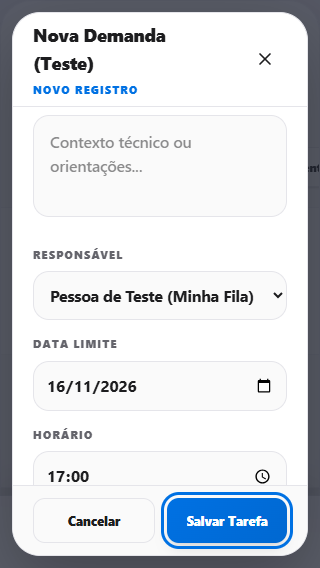 Nova Demanda
(Teste)
NOVO REGISTRO
Contexto técnico ou
orientações...
RESPONSÁVEL
Pessoa de Teste (Minha Fila)
DATA LIMITE
16/11/2026
HORÁRIO
17:00
Cancelar
Salvar Tarefa